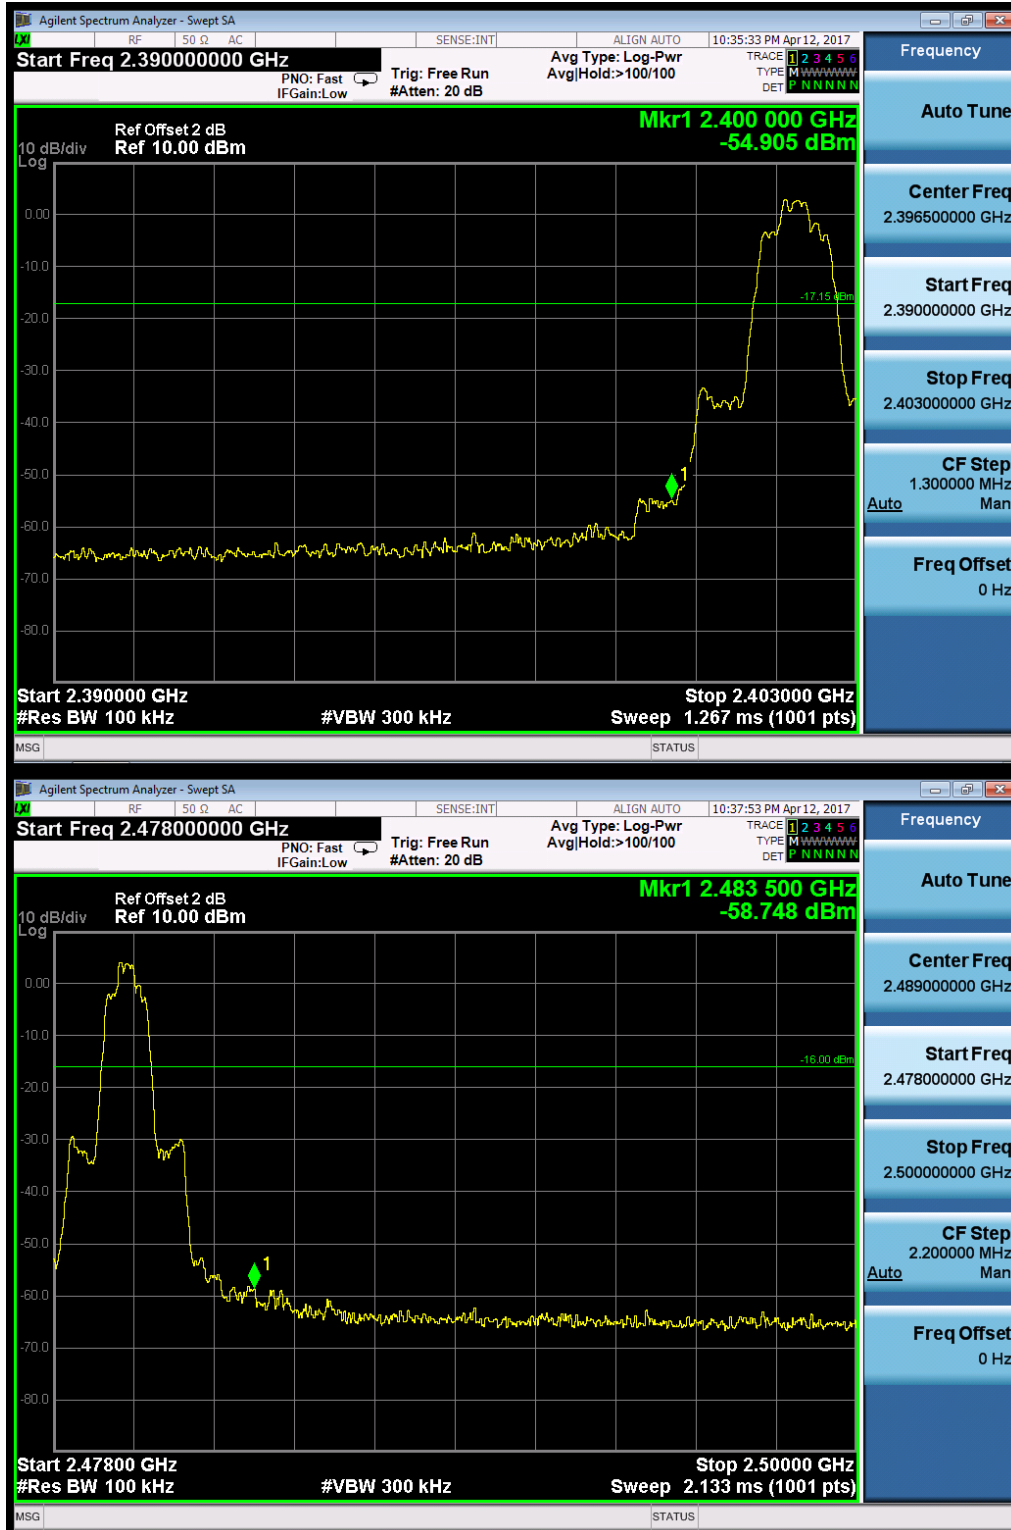 Agilent Spectrum Analyzer - Swept SA
LXI RF 50 Ω AC SENSE:INT ALIGN AUTO 10:35:33 PM Apr 12, 2017
Start Freq 2.390000000 GHz
PNO: Fast
IFGain:Low
Trig: Free Run
#Atten: 20 dB
Avg Type: Log-Pwr
Avg|Hold:>100/100
TRACE 1 2 3 4 5 6
TYPE M WWWWW
DET P N N N N N
Frequency
Auto Tune
Mkr1 2.400 000 GHz
-54.905 dBm
Ref Offset 2 dB
10 dB/div Ref 10.00 dBm
Log
0.00
-10.0
-20.0
-30.0
-40.0
-50.0
-60.0
-70.0
-80.0
-17.15 dBm
1
Center Freq
2.396500000 GHz
Start Freq
2.390000000 GHz
Stop Freq
2.403000000 GHz
CF Step
1.300000 MHz
Auto Man
Freq Offset
0 Hz
Start 2.390000 GHz Stop 2.403000 GHz
#Res BW 100 kHz #VBW 300 kHz Sweep 1.267 ms (1001 pts)
MSG STATUS
Agilent Spectrum Analyzer - Swept SA
LXI RF 50 Ω AC SENSE:INT ALIGN AUTO 10:37:53 PM Apr 12, 2017
Start Freq 2.478000000 GHz
PNO: Fast
IFGain:Low
Trig: Free Run
#Atten: 20 dB
Avg Type: Log-Pwr
Avg|Hold:>100/100
TRACE 1 2 3 4 5 6
TYPE M WWWWW
DET P N N N N N
Frequency
Auto Tune
Mkr1 2.483 500 GHz
-58.748 dBm
Ref Offset 2 dB
10 dB/div Ref 10.00 dBm
Log
0.00
-10.0
-20.0
-30.0
-40.0
-50.0
-60.0
-70.0
-80.0
-16.00 dBm
1
Center Freq
2.489000000 GHz
Start Freq
2.478000000 GHz
Stop Freq
2.500000000 GHz
CF Step
2.200000 MHz
Auto Man
Freq Offset
0 Hz
Start 2.47800 GHz Stop 2.50000 GHz
#Res BW 100 kHz #VBW 300 kHz Sweep 2.133 ms (1001 pts)
MSG STATUS